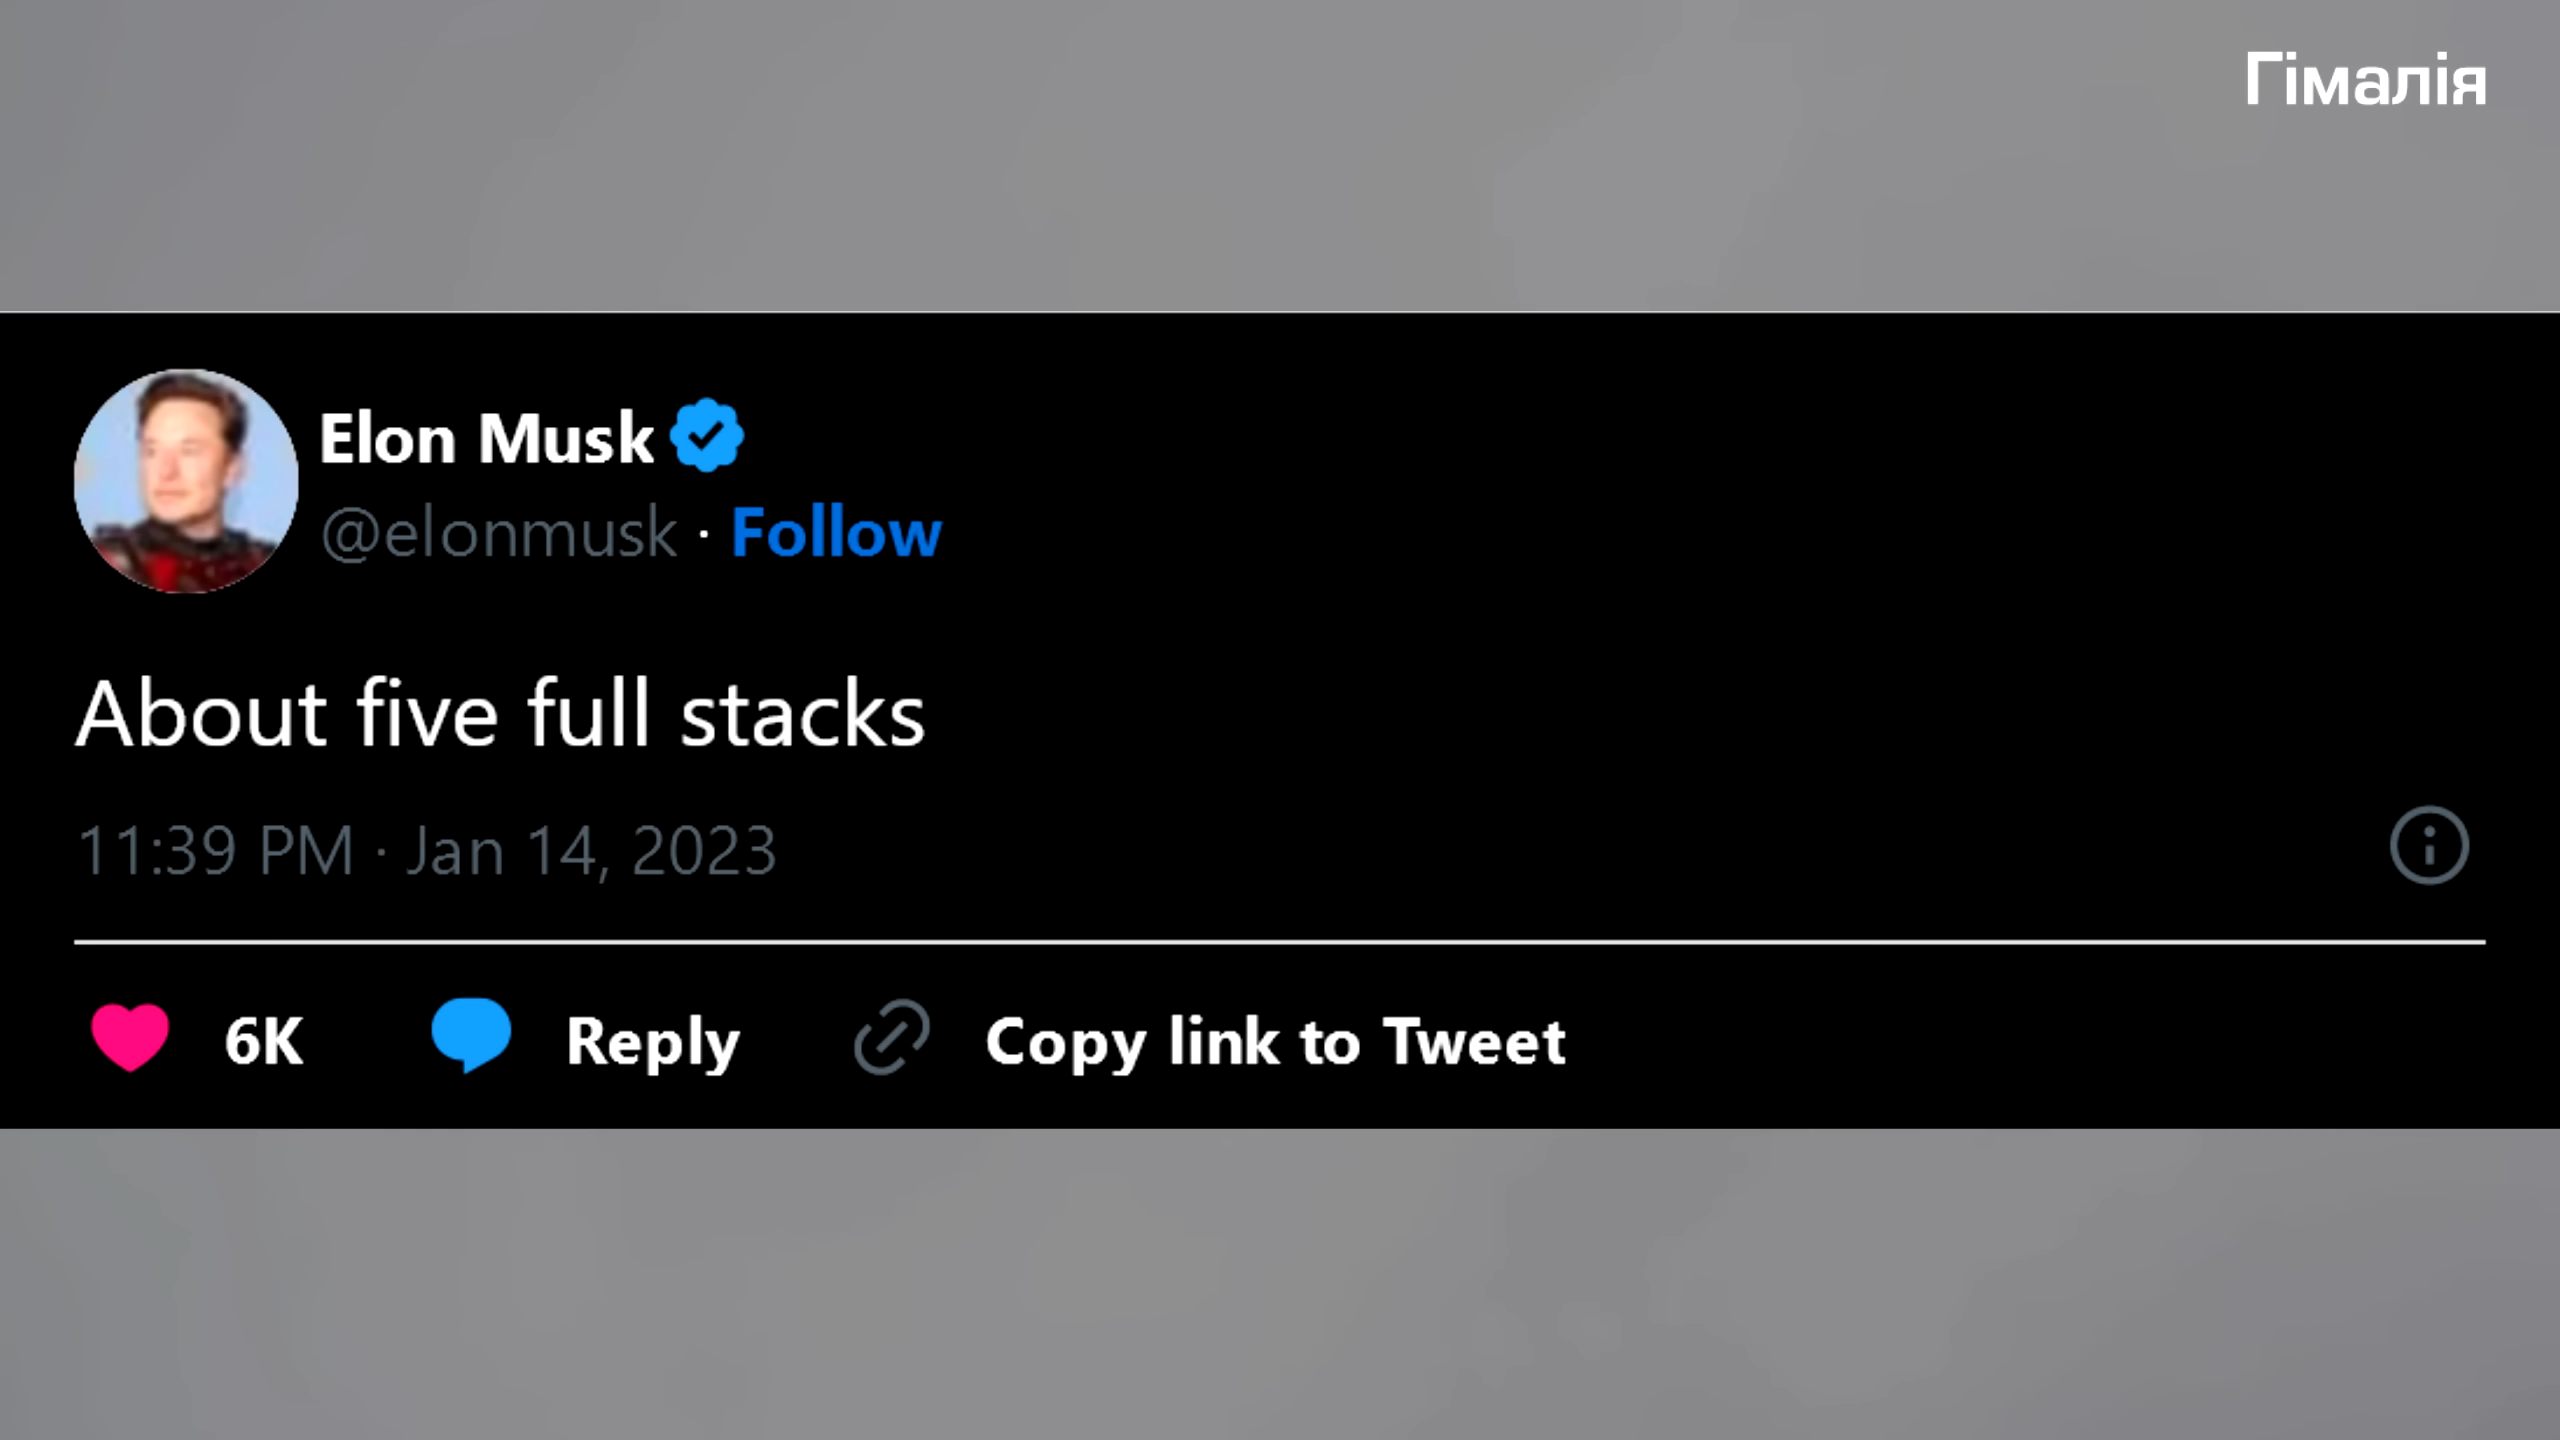 Гімалія
Elon Musk
@elonmusk · Follow
About five full stacks
11:39 PM · Jan 14, 2023
6K Reply Copy link to Tweet